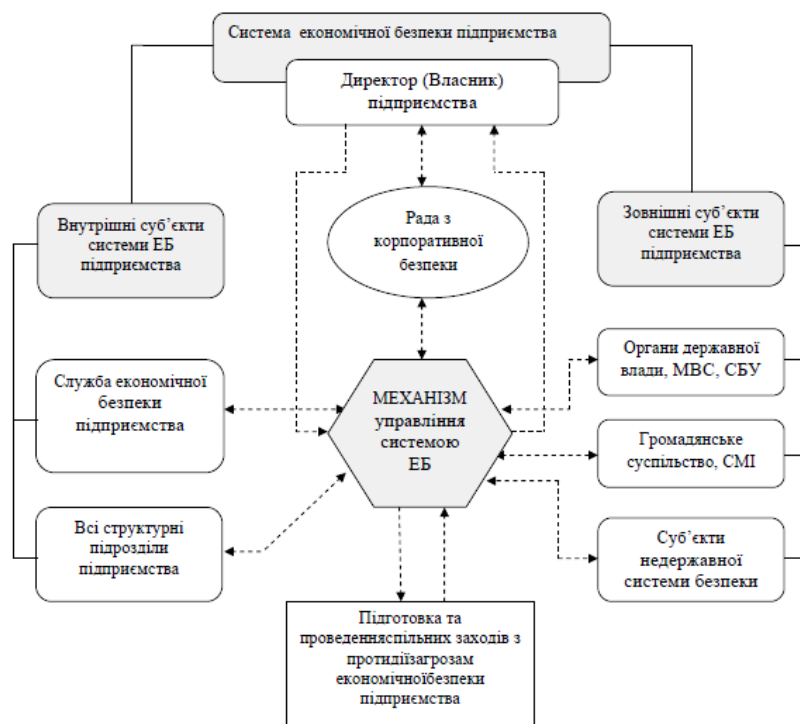 Система економічної безпеки підприємства
Директор (Власник)
підприємства
Внутрішні суб’єкти
системи ЕБ
підприємства
Рада з
корпоративної
безпеки
Зовнішні суб’єкти
системи ЕБ
підприємства
Служба економічної
безпеки
підприємства
МЕХАНІЗМ
управління
системою
ЕБ
Органи державної
влади, МВС, СБУ
Громадянське
суспільство, СМІ
Всі структурні
підрозділи
підприємства
Суб’єкти
недержавної
системи безпеки
Підготовка та
проведенняспільних заходів з
протидіїзагрозам
економічноїбезпеки
підприємства